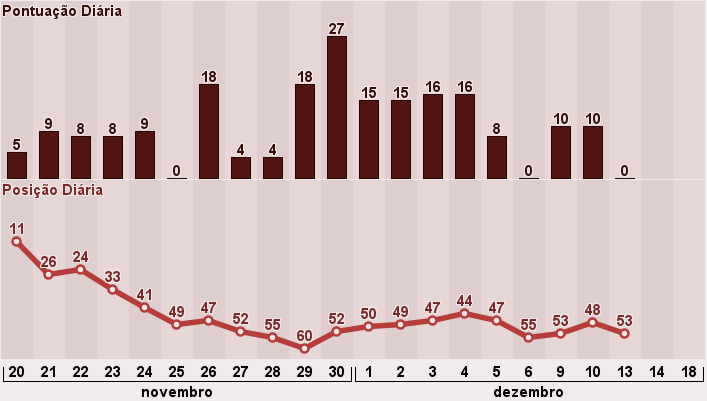 Pontuação Diária
5 9 8 8 9 0 18 4 4 18 27 15 15 16 16 8 0 10 10 0
Posição Diária
11 26 24 33 41 49 47 52 55 60 52 50 49 47 44 47 55 53 48 53
20 21 22 23 24 25 26 27 28 29 30 1 2 3 4 5 6 9 10 13 14 18
novembro dezembro